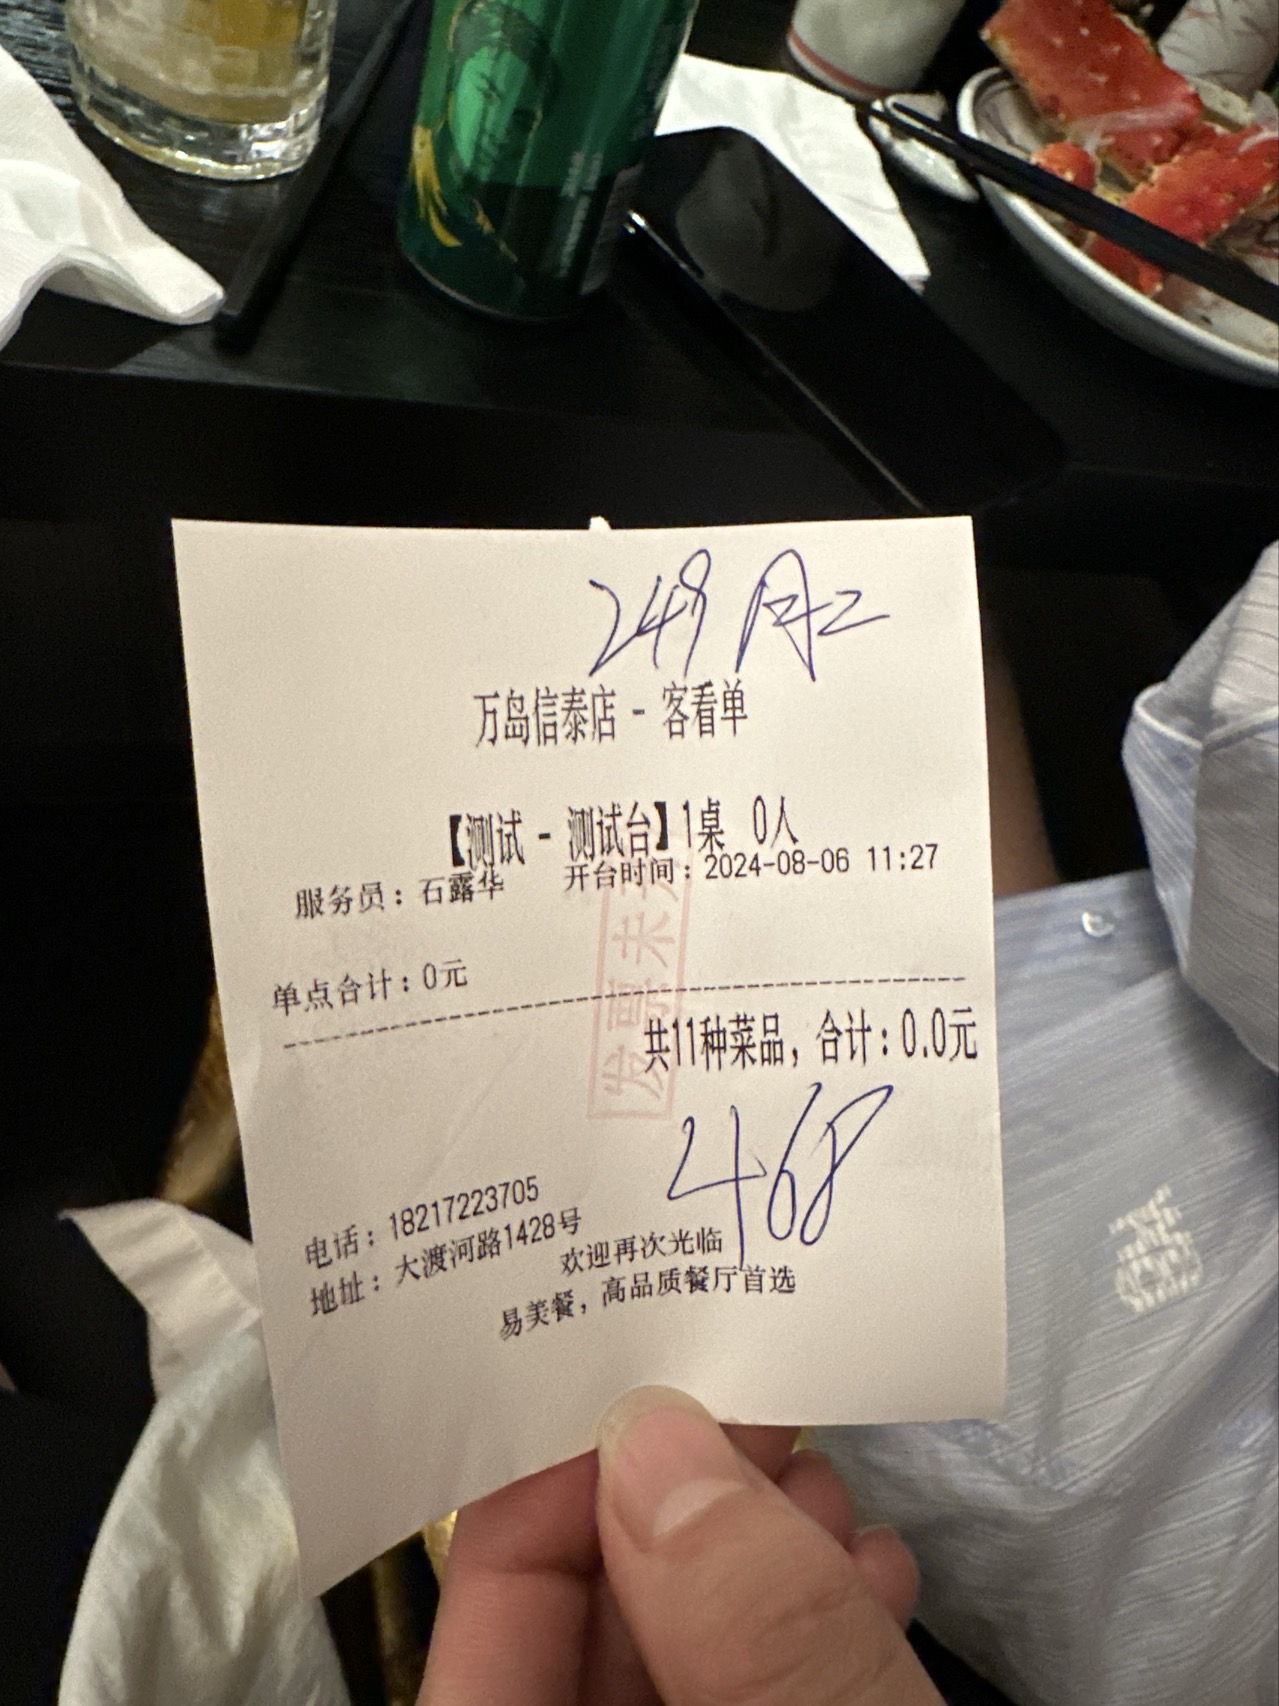 249 月2
万岛信泰店 - 客看单
【测试 - 测试台】1桌 0人
服务员：石露华 开台时间：2024-08-06 11:27
单点合计：0元
共11种菜品，合计：0.0元
发票未开
468
电话：18217223705
地址：大渡河路1428号
欢迎再次光临
易美餐，高品质餐厅首选